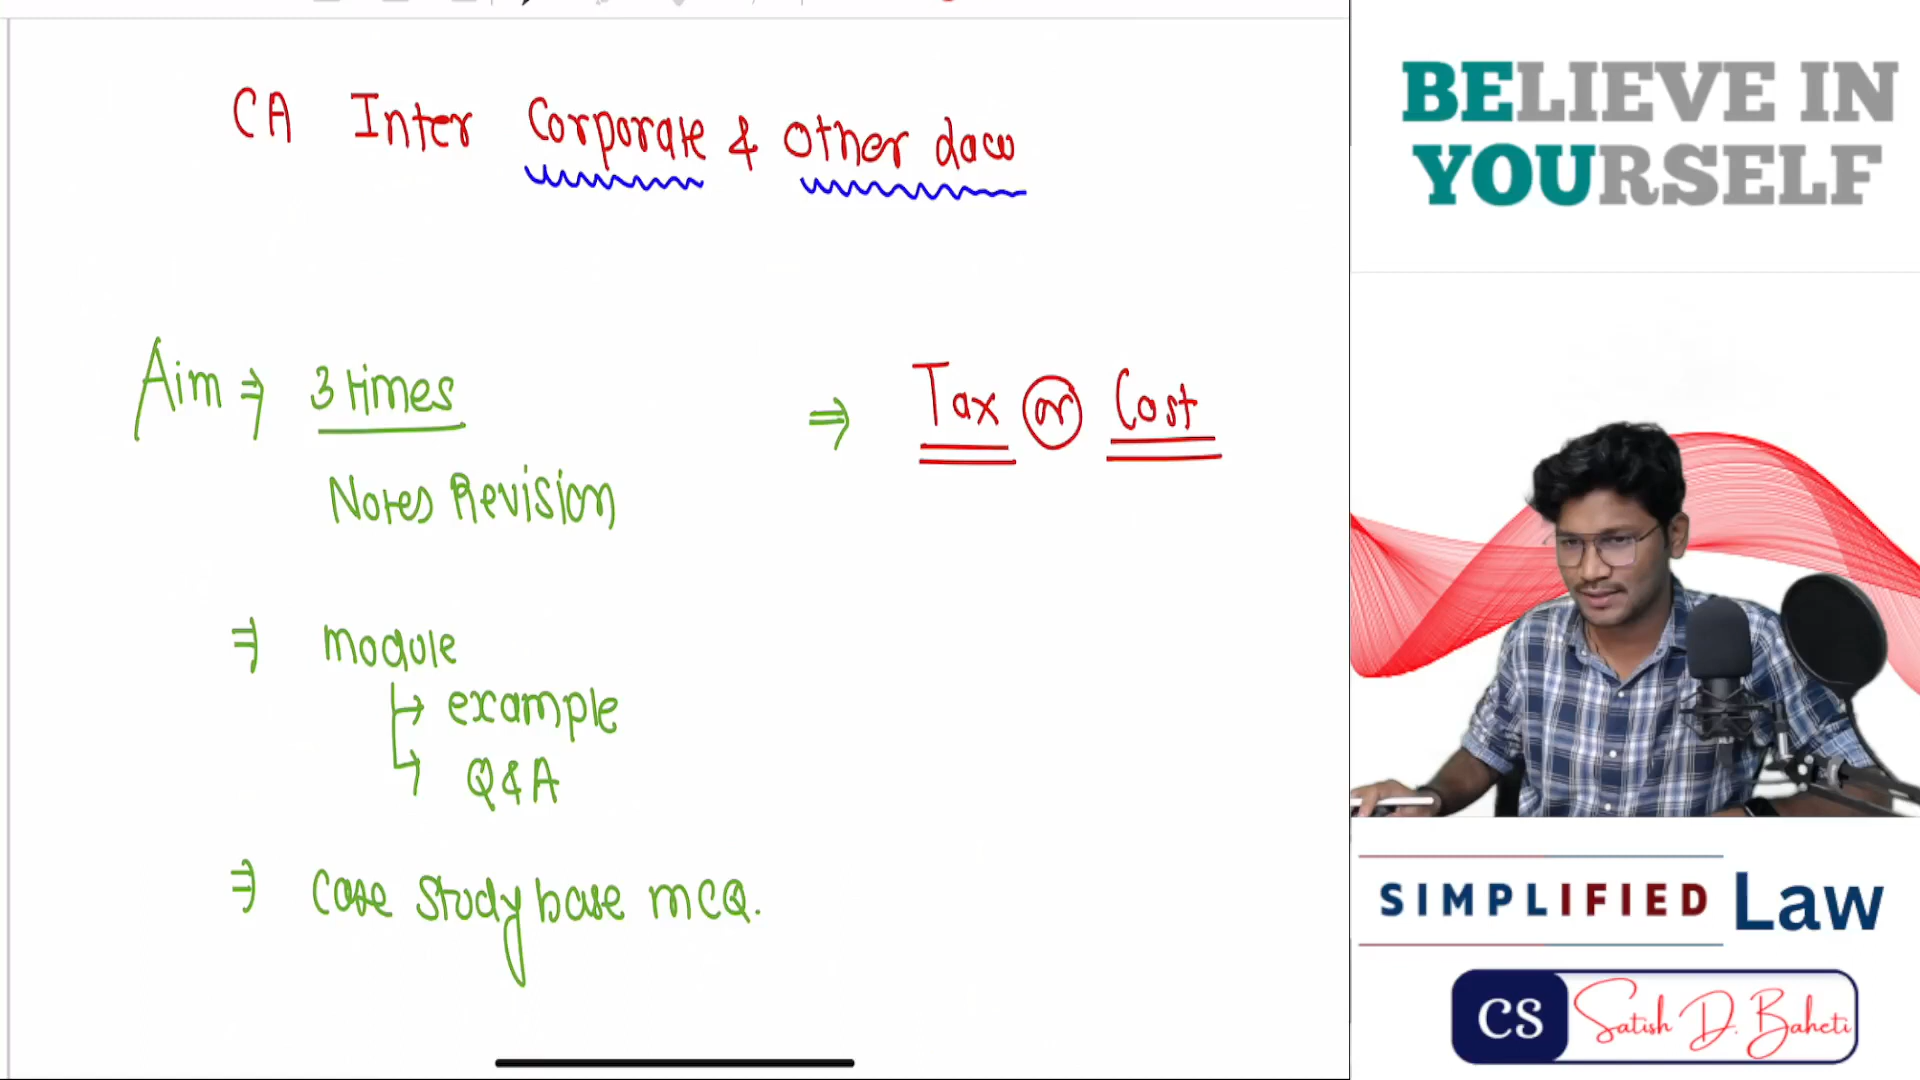 CA Inter Corporate & Other Law
Aim ⇒ 3 times
Notes Revision
⇒ Tax or Cost
⇒ module
→ example
→ Q&A
⇒ Case study base MCQ.
BELIEVE IN
YOURSELF
SIMPLIFIED Law
CS Satish D. Baheti